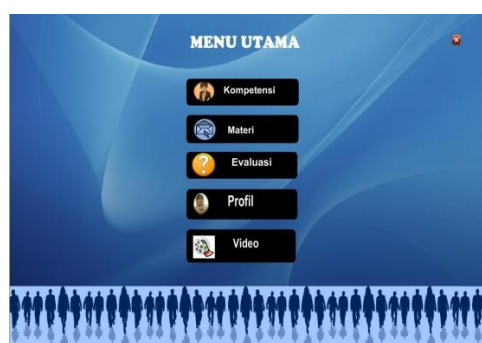 MENU UTAMA
Kompetensi
Materi
Evaluasi
Profil
Video